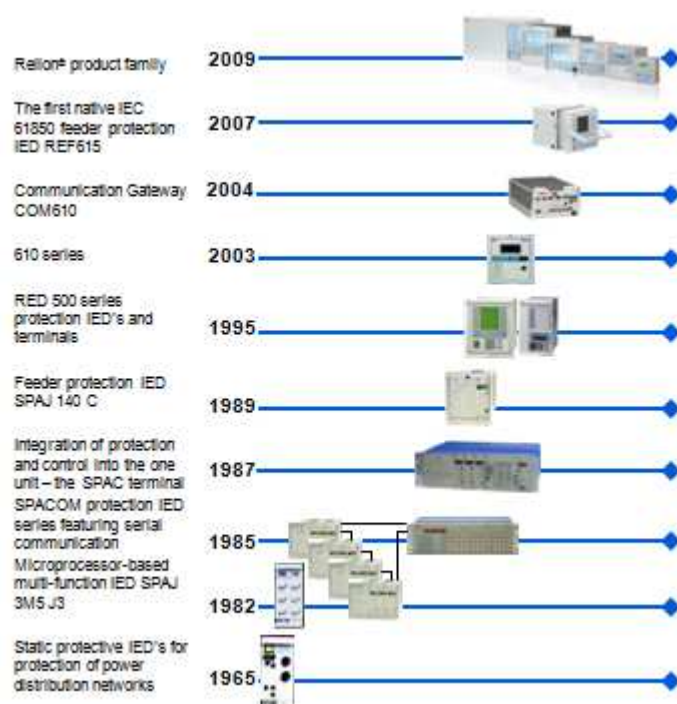 Relion® product family
2009
The first native IEC
61850 feeder protection
IED REF615
2007
Communication Gateway
COM610
2004
610 series
2003
RED 500 series
protection IED's and
terminals
1995
Feeder protection IED
SPAJ 140 C
1989
Integration of protection
and control into the one
unit – the SPAC terminal
1987
SPACOM protection IED
series featuring serial
communication
1985
Microprocessor-based
multi-function IED SPAJ
3M5 J3
1982
Static protective IED's for
protection of power
distribution networks
1965